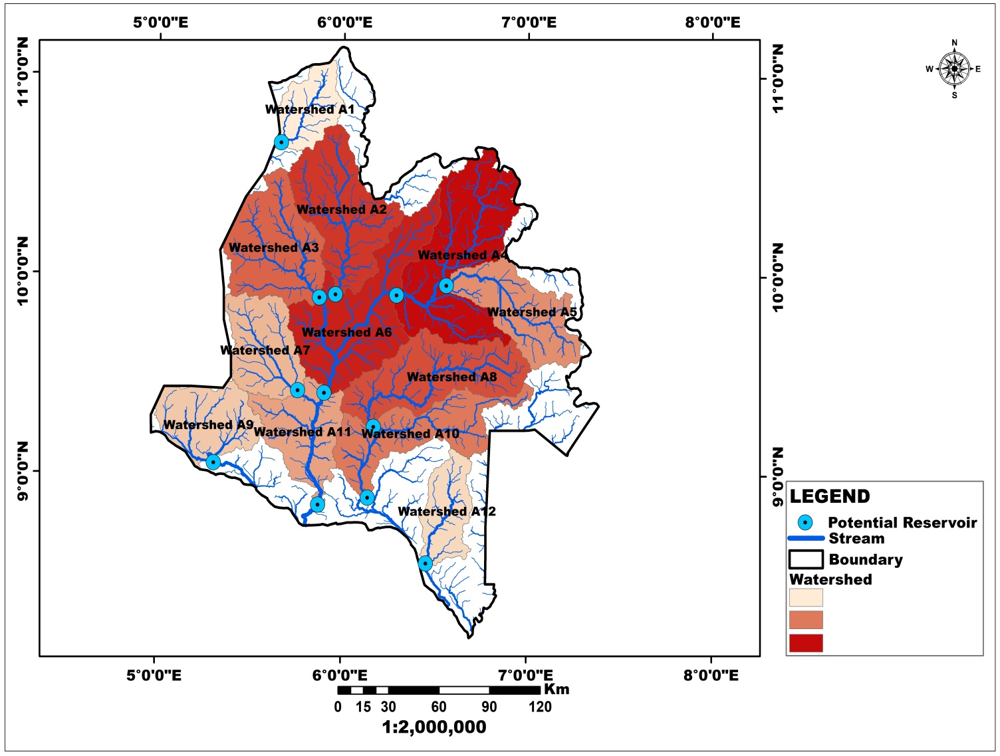 5°0'0"E 6°0'0"E 7°0'0"E 8°0'0"E
11°0'0"N
10°0'0"N
9°0'0"N
11°0'0"N
10°0'0"N
9°0'0"N
N
W E
S
Watershed A1
Watershed A2
Watershed A3
Watershed A4
Watershed A5
Watershed A6
Watershed A7
Watershed A8
Watershed A9
Watershed A11
Watershed A10
Watershed A12
LEGEND
Potential Reservoir
Stream
Boundary
Watershed
5°0'0"E 6°0'0"E 7°0'0"E 8°0'0"E
Km
0 15 30 60 90 120
1:2,000,000